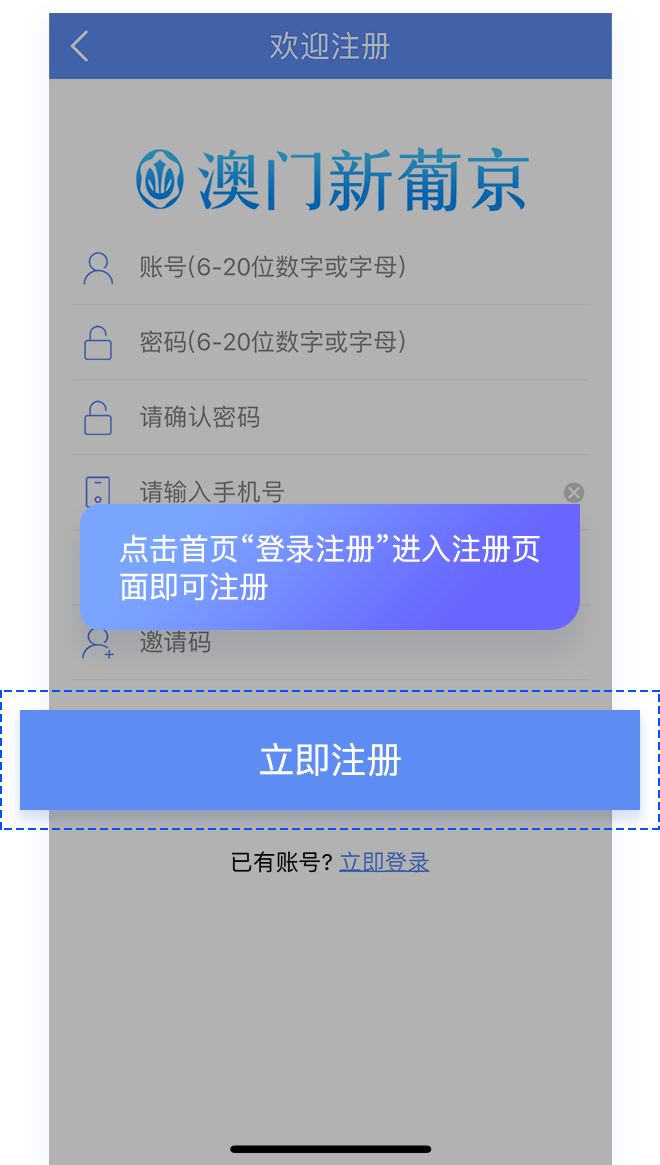 欢迎注册
澳门新葡京
账号(6-20位数字或字母)
密码(6-20位数字或字母)
请确认密码
请输入手机号
点击首页“登录注册”进入注册页
面即可注册
邀请码
立即注册
已有账号? 立即登录